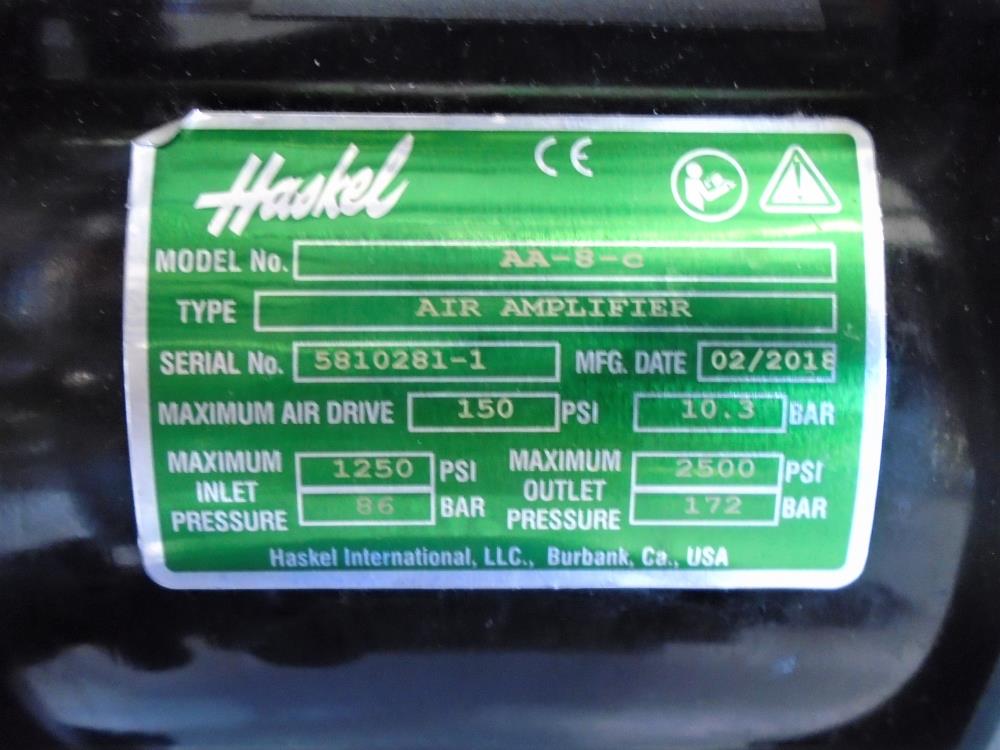 Haskel CE
MODEL No. AA-8-c
TYPE AIR AMPLIFIER
SERIAL No. 5810281-1 MFG. DATE 02/2018
MAXIMUM AIR DRIVE 150 PSI 10.3 BAR
MAXIMUM INLET PRESSURE 1250 PSI 86 BAR
MAXIMUM OUTLET PRESSURE 2500 PSI 172 BAR
Haskel International, LLC., Burbank, Ca., USA